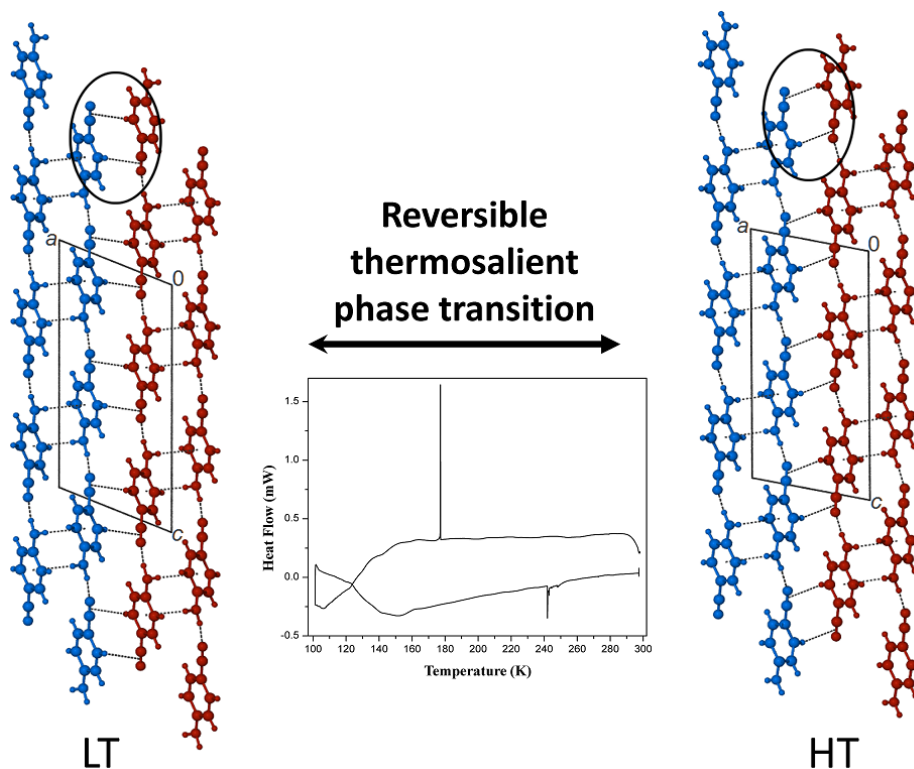 a
0
c
LT
Reversible
thermosalient
phase transition
Heat Flow (mW)
1.5
1.0
0.5
0.0
-0.5
100 120 140 160 180 200 220 240 260 280 300
Temperature (K)
a
0
c
HT